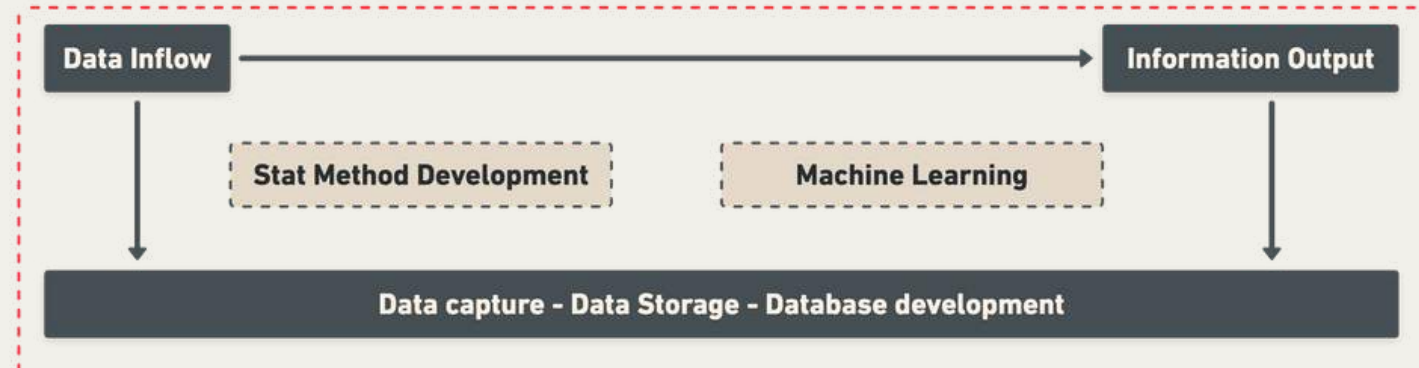 Data Inflow
Information Output
Stat Method Development
Machine Learning
Data capture - Data Storage - Database development